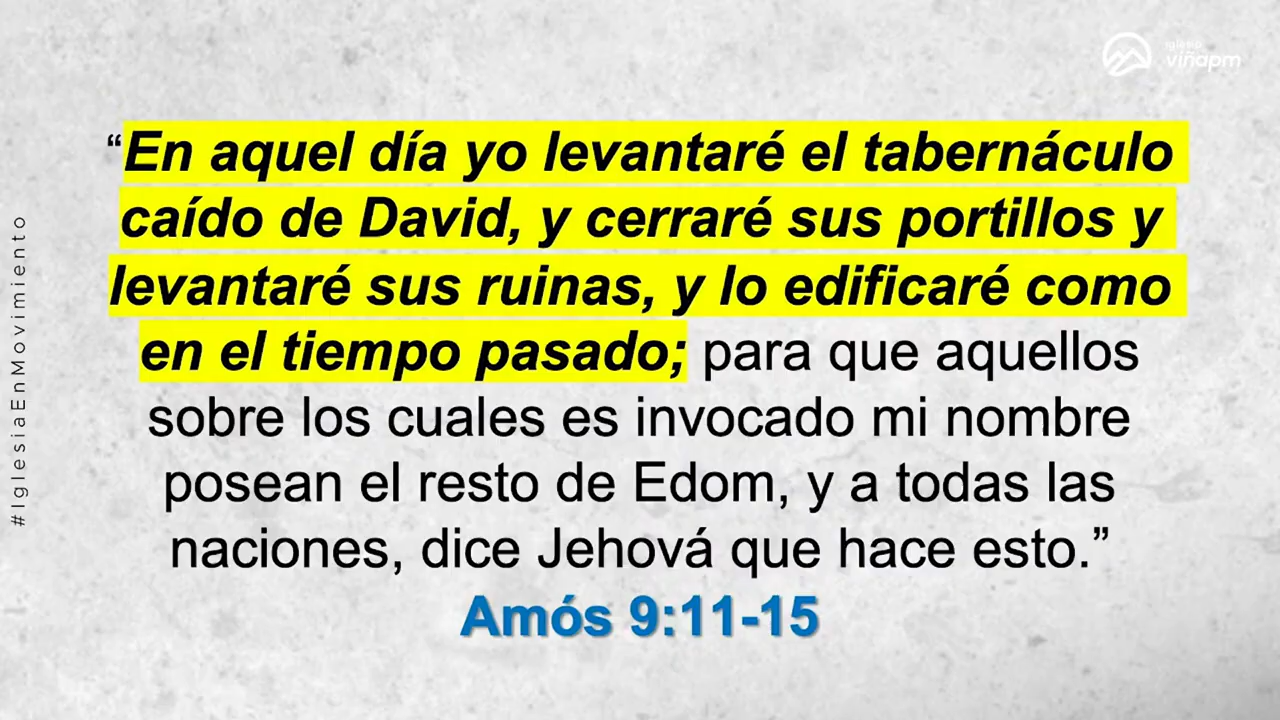 Iglesia
viñapm
#IglesiaEnMovimiento
“En aquel día yo levantaré el tabernáculo
caído de David, y cerraré sus portillos y
levantaré sus ruinas, y lo edificaré como
en el tiempo pasado; para que aquellos
sobre los cuales es invocado mi nombre
posean el resto de Edom, y a todas las
naciones, dice Jehová que hace esto.”
Amós 9:11-15